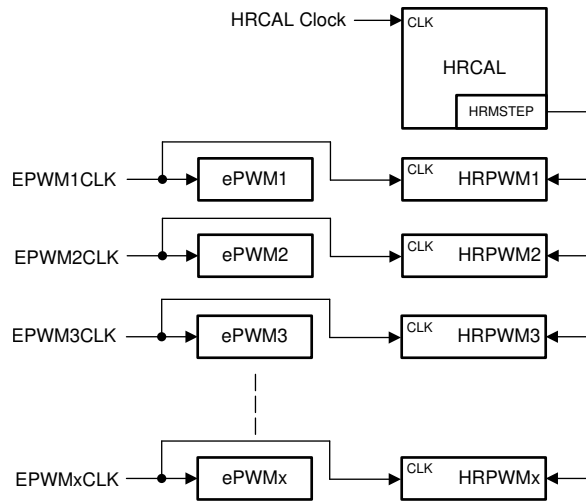 HRCAL Clock
CLK
HRCAL
HRMSTEP
EPWM1CLK
ePWM1
CLK
HRPWM1
EPWM2CLK
ePWM2
CLK
HRPWM2
EPWM3CLK
ePWM3
CLK
HRPWM3
EPWMxCLK
ePWMx
CLK
HRPWMx